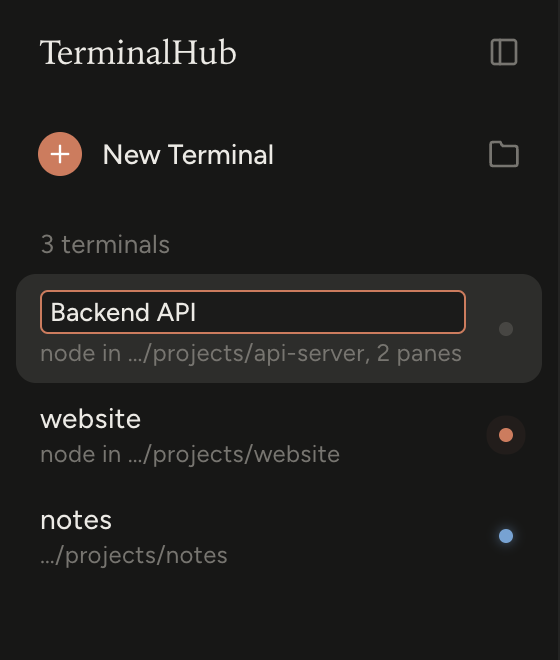 TerminalHub
New Terminal
3 terminals
Backend API
node in .../projects/api-server, 2 panes
website
node in .../projects/website
notes
.../projects/notes